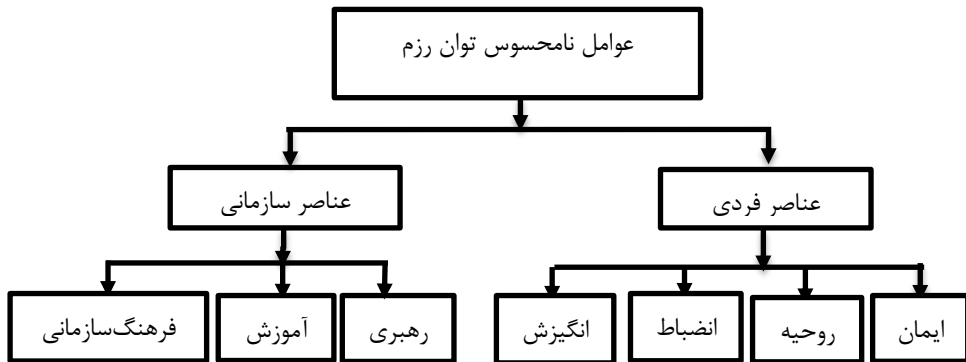 عوامل نامحسوس توان رزم
عناصر فردی
عناصر سازمانی
ایمان
روحیه
انضباط
انگیزش
رهبری
آموزش
فرهنگ‌سازمانی